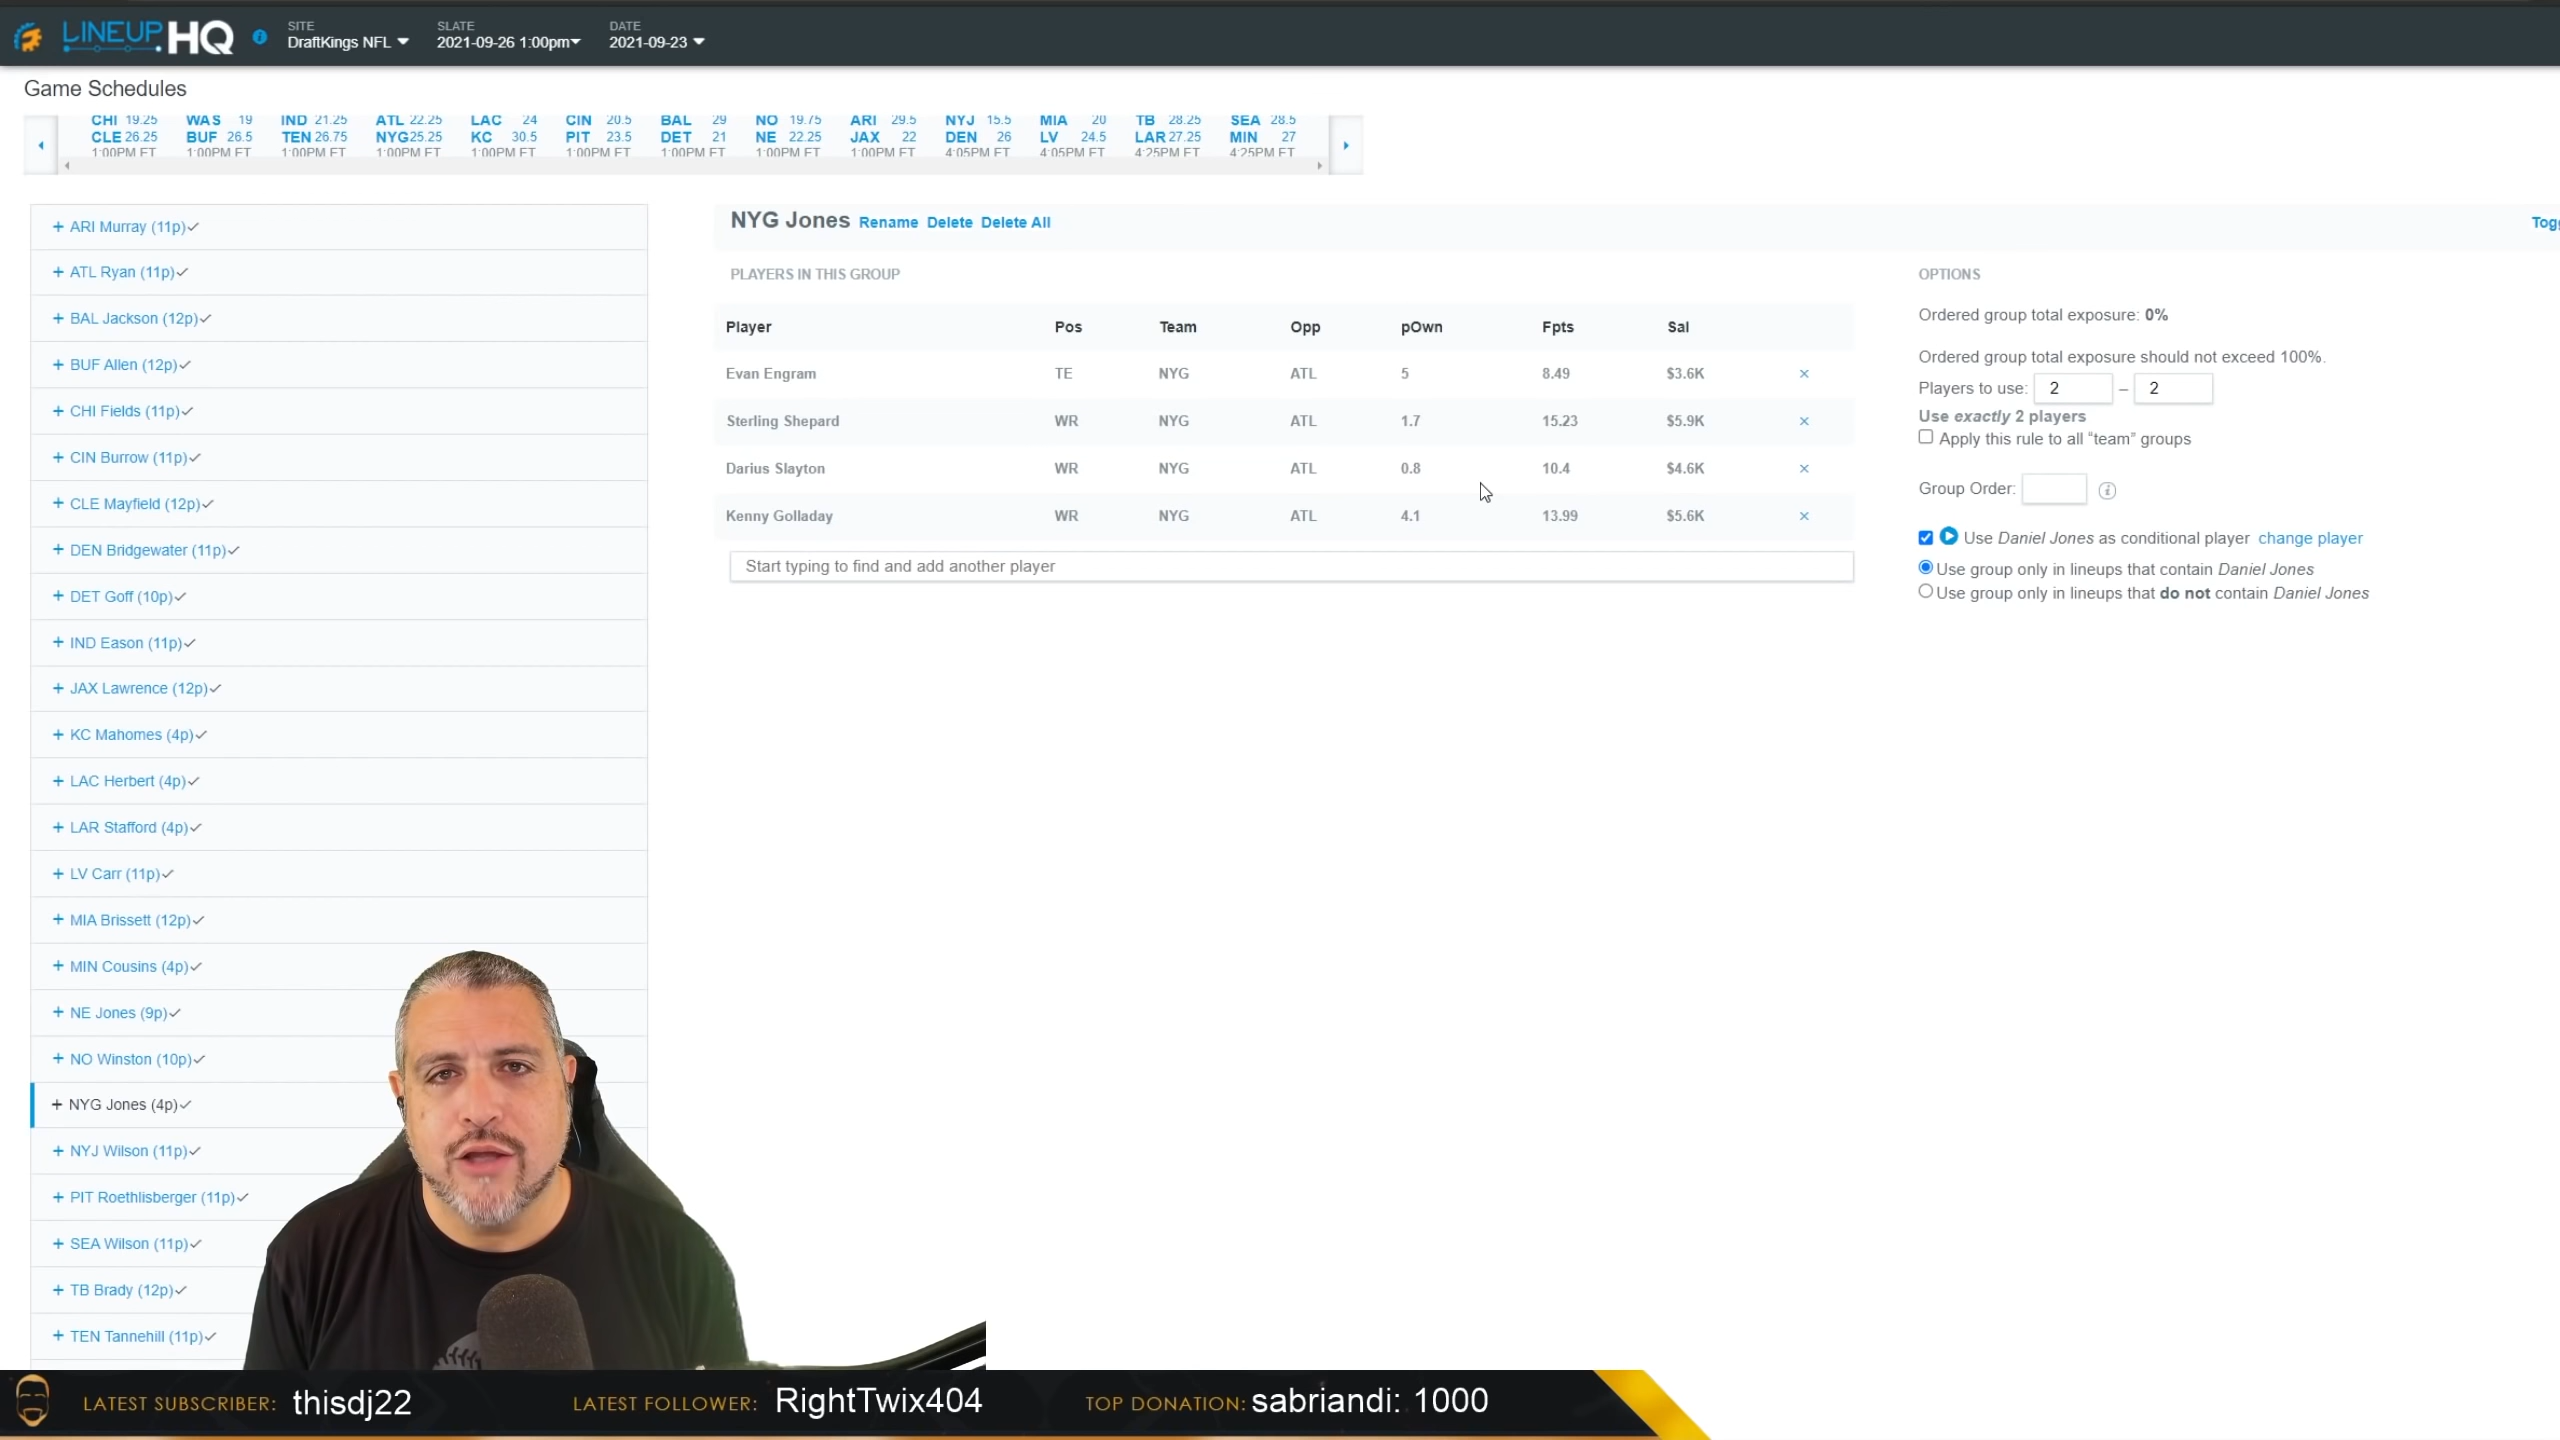 LINEUPHQ
SITE
DraftKings NFL
SLATE
2021-09-26 1:00pm
DATE
2021-09-23
Game Schedules
CHI 19.25 WAS 19 IND 21.25 ATL 22.25 LAC 24 CIN 20.5 BAL 29 NO 19.75 ARI 29.5 NYJ 15.5 MIA 20 TB 28.25 SEA 28.5
CLE 26.25 BUF 26.5 TEN 26.75 NYG 25.25 KC 30.5 PIT 23.5 DET 21 NE 22.25 JAX 22 DEN 26 LV 24.5 LAR 27.25 MIN 27
1:00PM ET 1:00PM ET 1:00PM ET 1:00PM ET 1:00PM ET 1:00PM ET 1:00PM ET 1:00PM ET 1:00PM ET 4:05PM ET 4:05PM ET 4:25PM ET 4:25PM ET
+ ARI Murray (11p)✓
+ ATL Ryan (11p)✓
+ BAL Jackson (12p)✓
+ BUF Allen (12p)✓
+ CHI Fields (11p)✓
+ CIN Burrow (11p)✓
+ CLE Mayfield (12p)✓
+ DEN Bridgewater (11p)✓
+ DET Goff (10p)✓
+ IND Eason (11p)✓
+ JAX Lawrence (12p)✓
+ KC Mahomes (4p)✓
+ LAC Herbert (4p)✓
+ LAR Stafford (4p)✓
+ LV Carr (11p)✓
+ MIA Brissett (12p)✓
+ MIN Cousins (4p)✓
+ NE Jones (9p)✓
+ NO Winston (10p)✓
+ NYG Jones (4p)✓
+ NYJ Wilson (11p)✓
+ PIT Roethlisberger (11p)✓
+ SEA Wilson (11p)✓
+ TB Brady (12p)✓
+ TEN Tannehill (11p)✓
NYG Jones Rename Delete Delete All
PLAYERS IN THIS GROUP
Player Pos Team Opp pOwn Fpts Sal
Evan Engram TE NYG ATL 5 8.49 $3.6K ×
Sterling Shepard WR NYG ATL 1.7 15.23 $5.9K ×
Darius Slayton WR NYG ATL 0.8 10.4 $4.6K ×
Kenny Golladay WR NYG ATL 4.1 13.99 $5.6K ×
Start typing to find and add another player
OPTIONS
Ordered group total exposure: 0%
Ordered group total exposure should not exceed 100%.
Players to use: 2 – 2
Use exactly 2 players
Apply this rule to all “team” groups
Group Order:
Use Daniel Jones as conditional player change player
Use group only in lineups that contain Daniel Jones
Use group only in lineups that do not contain Daniel Jones
LATEST SUBSCRIBER: thisdj22
LATEST FOLLOWER: RightTwix404
TOP DONATION: sabriandi: 1000